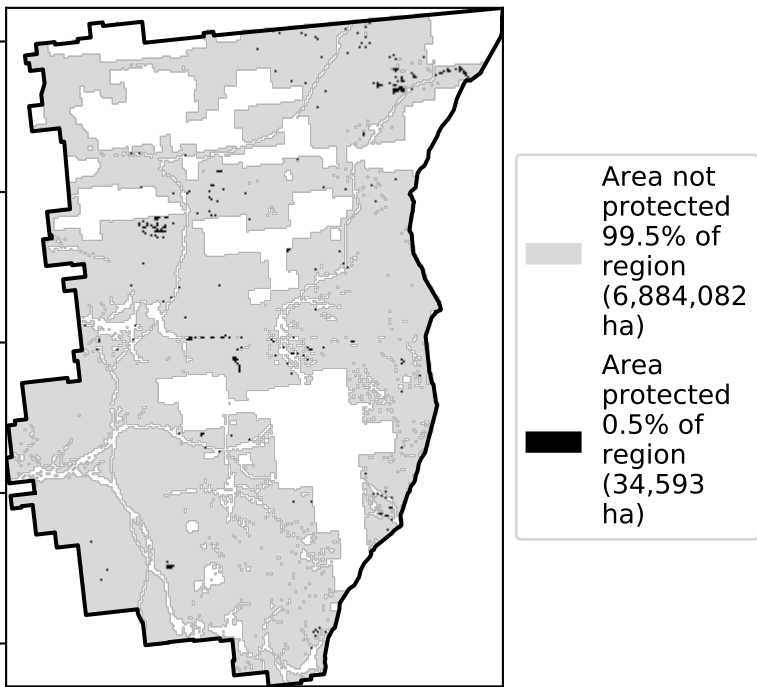 Area not
protected
99.5% of
region
(6,884,082
ha)
Area
protected
0.5% of
region
(34,593
ha)